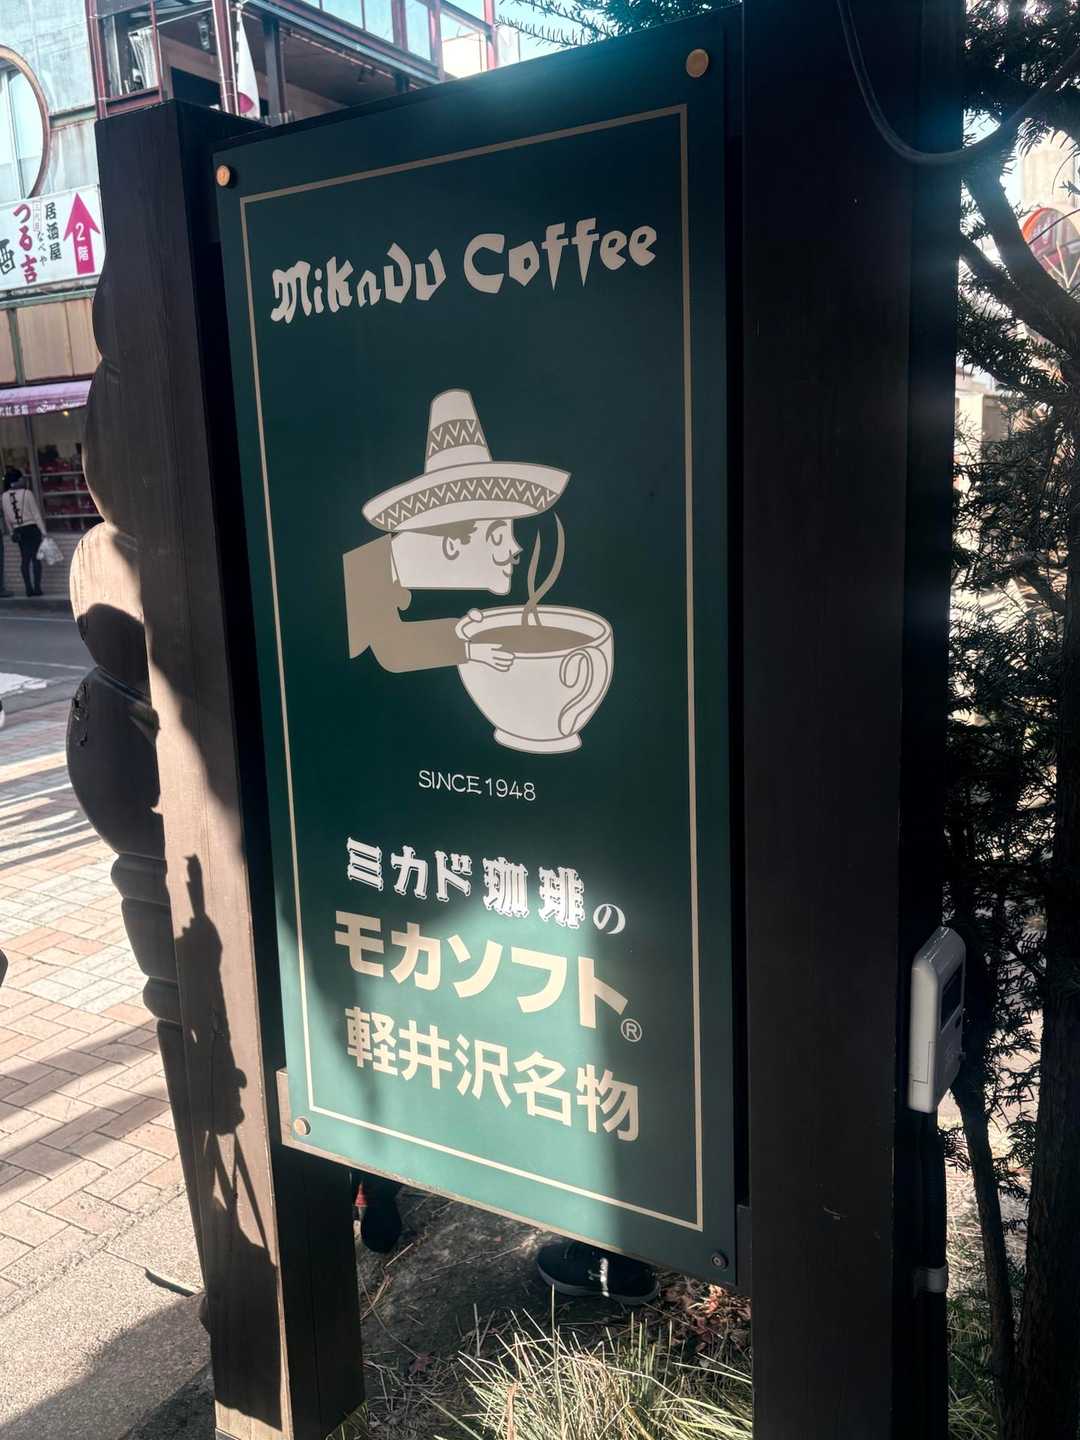 Mikado Coffee
SINCE 1948
ミカド珈琲の
モカソフト®
軽井沢名物
居酒屋
つる吉
2階
酒